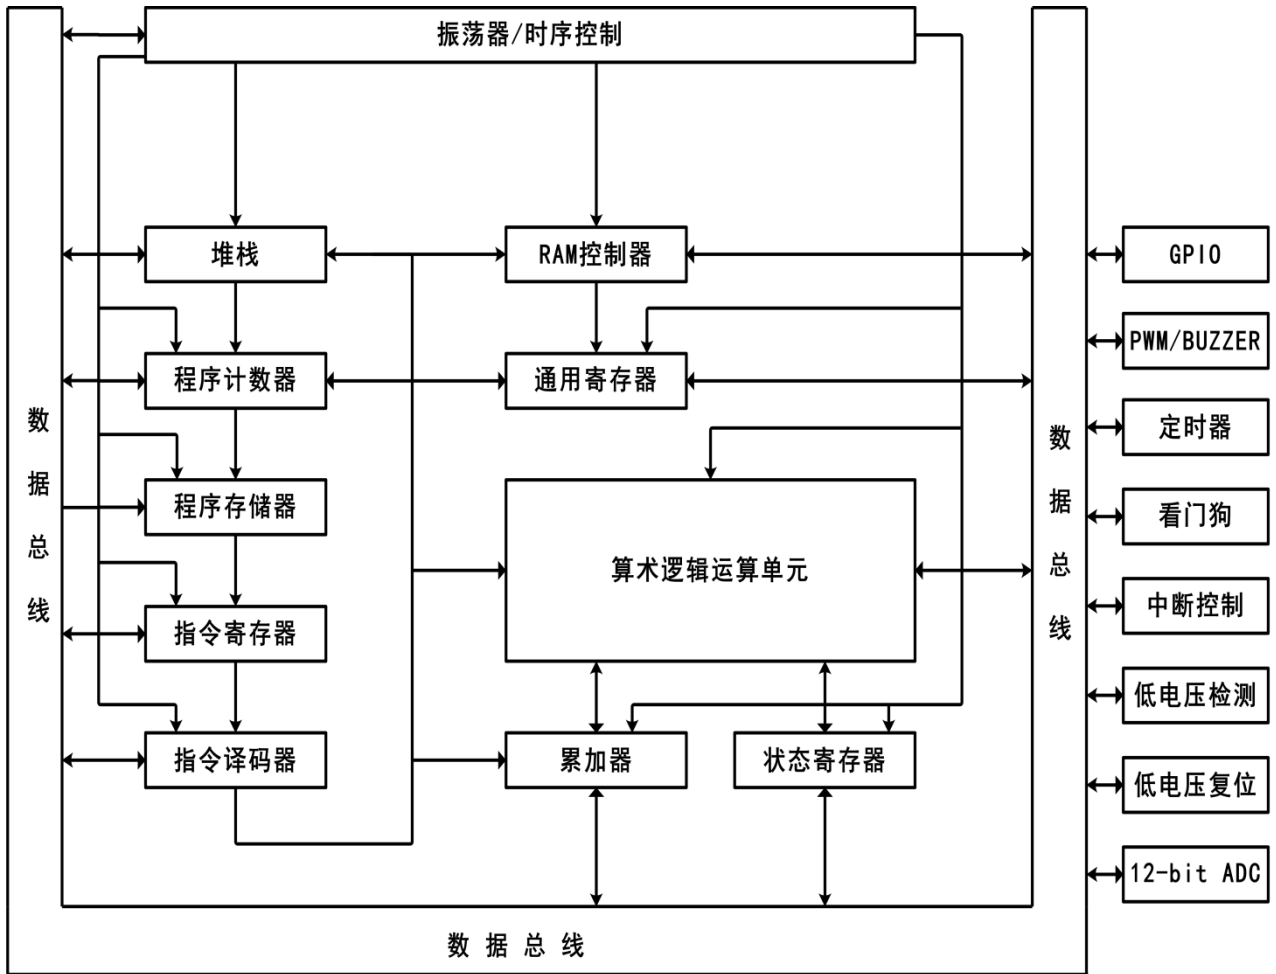 振荡器/时序控制
堆栈
RAM控制器
GPIO
PWM/BUZZER
程序计数器
通用寄存器
定时器
程序存储器
看门狗
算术逻辑运算单元
中断控制
指令寄存器
低电压检测
指令译码器
累加器
状态寄存器
低电压复位
12-bit ADC
数据总线
数据总线
数据总线